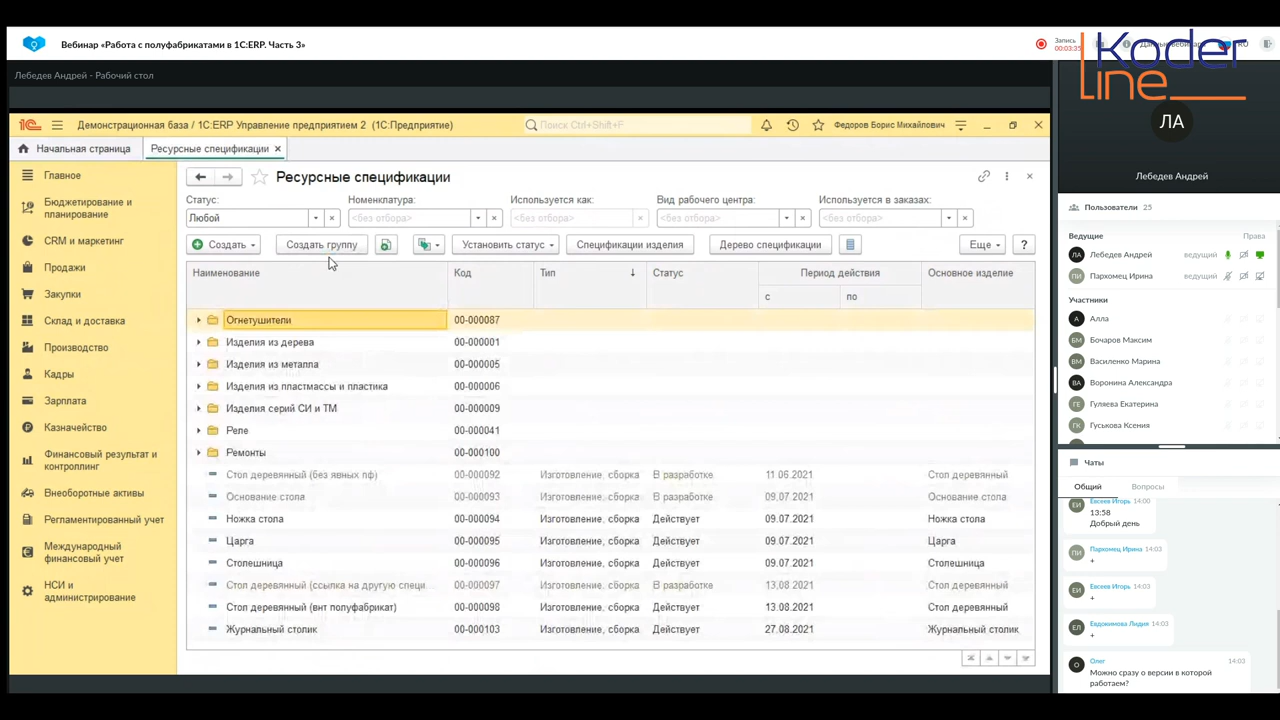 Вебинар «Работа с полуфабрикатами в 1С:ERP. Часть 3»
Запись
00:03:35
RU
Koder
line
Лебедев Андрей - Рабочий стол
ЛА
Лебедев Андрей
Демонстрационная база / 1С:ERP Управление предприятием 2 (1С:Предприятие)
Поиск Ctrl+Shift+F
Федоров Борис Михайлович
Начальная страница
Ресурсные спецификации
Главное
Бюджетирование и
планирование
CRM и маркетинг
Продажи
Закупки
Склад и доставка
Производство
Кадры
Зарплата
Казначейство
Финансовый результат и
контроллинг
Внеоборотные активы
Регламентированный учет
Международный
финансовый учет
НСИ и
администрирование
Ресурсные спецификации
Статус: Номенклатура: Используется как: Вид рабочего центра: Используется в заказах:
Любой <без отбора> <без отбора> <без отбора> <без отбора>
Создать Создать группу Установить статус Спецификации изделия Дерево спецификации Еще ?
Наименование Код Тип Статус Период действия Основное изделие
с по
Огнетушители 00-000087
Изделия из дерева 00-000001
Изделия из металла 00-000005
Изделия из пластмассы и пластика 00-000006
Изделия серий СИ и ТМ 00-000009
Реле 00-000041
Ремонты 00-000100
Стол деревянный (без явных пф) 00-000092 Изготовление, сборка В разработке 11.06.2021 Стол деревянный
Основание стола 00-000093 Изготовление, сборка В разработке 09.07.2021 Основание стола
Ножка стола 00-000094 Изготовление, сборка Действует 09.07.2021 Ножка стола
Царга 00-000095 Изготовление, сборка Действует 09.07.2021 Царга
Столешница 00-000096 Изготовление, сборка Действует 09.07.2021 Столешница
Стол деревянный (ссылка на другую специ... 00-000097 Изготовление, сборка В разработке 13.08.2021 Стол деревянный
Стол деревянный (внт полуфабрикат) 00-000098 Изготовление, сборка Действует 13.08.2021 Стол деревянный
Журнальный столик 00-000103 Изготовление, сборка Действует 27.08.2021 Журнальный столик
Пользователи 25
Ведущие Права
ЛА Лебедев Андрей ведущий
ПИ Пархомец Ирина ведущий
Участники
А Алла
БМ Бочаров Максим
ВМ Василенко Марина
ВА Воронина Александра
ГЕ Гуляева Екатерина
ГК Гуськова Ксения
Чаты
Общий Вопросы
ЕИ Евсеев Игорь 14:00
13:58
Добрый день
ПИ Пархомец Ирина 14:03
+
ЕИ Евсеев Игорь 14:03
+
ЕЛ Евдокимова Лидия 14:03
+
О Олег 14:03
Можно сразу о версии в которой
работаем?